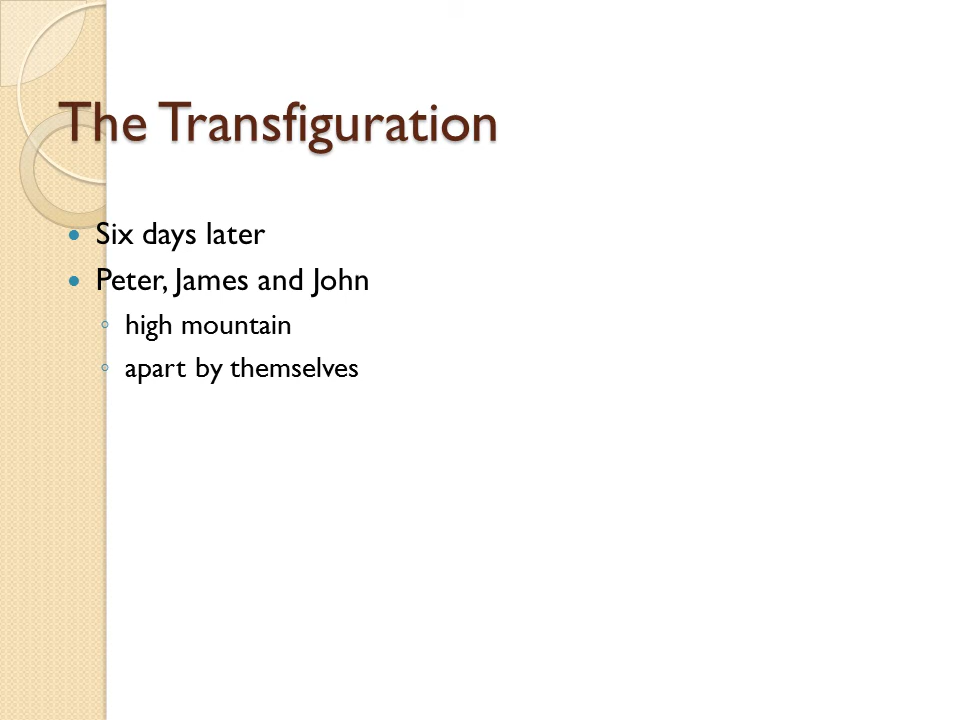 The Transfiguration
Six days later
Peter, James and John
high mountain
apart by themselves